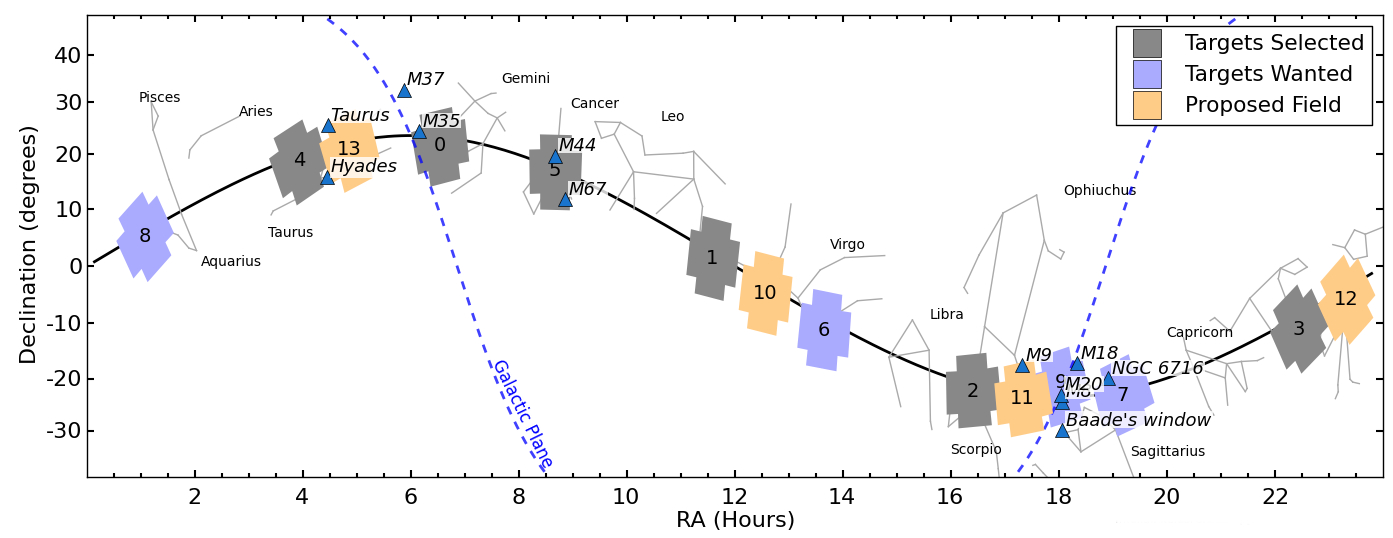 Targets Selected
Targets Wanted
Proposed Field
Declination (degrees)
40
30
20
10
0
-10
-20
-30
Pisces
Aries
Taurus
M37
Gemini
Cancer
Leo
M35
4
13
0
Hyades
M44
5
M67
8
Taurus
Aquarius
Ophiuchus
Virgo
1
10
6
Libra
Capricorn
12
3
M9
M18
NGC 6716
2
11
9
M20
M8
7
Baade's window
Scorpio
Sagittarius
Galactic Plane
2
4
6
8
10
12
14
16
18
20
22
RA (Hours)